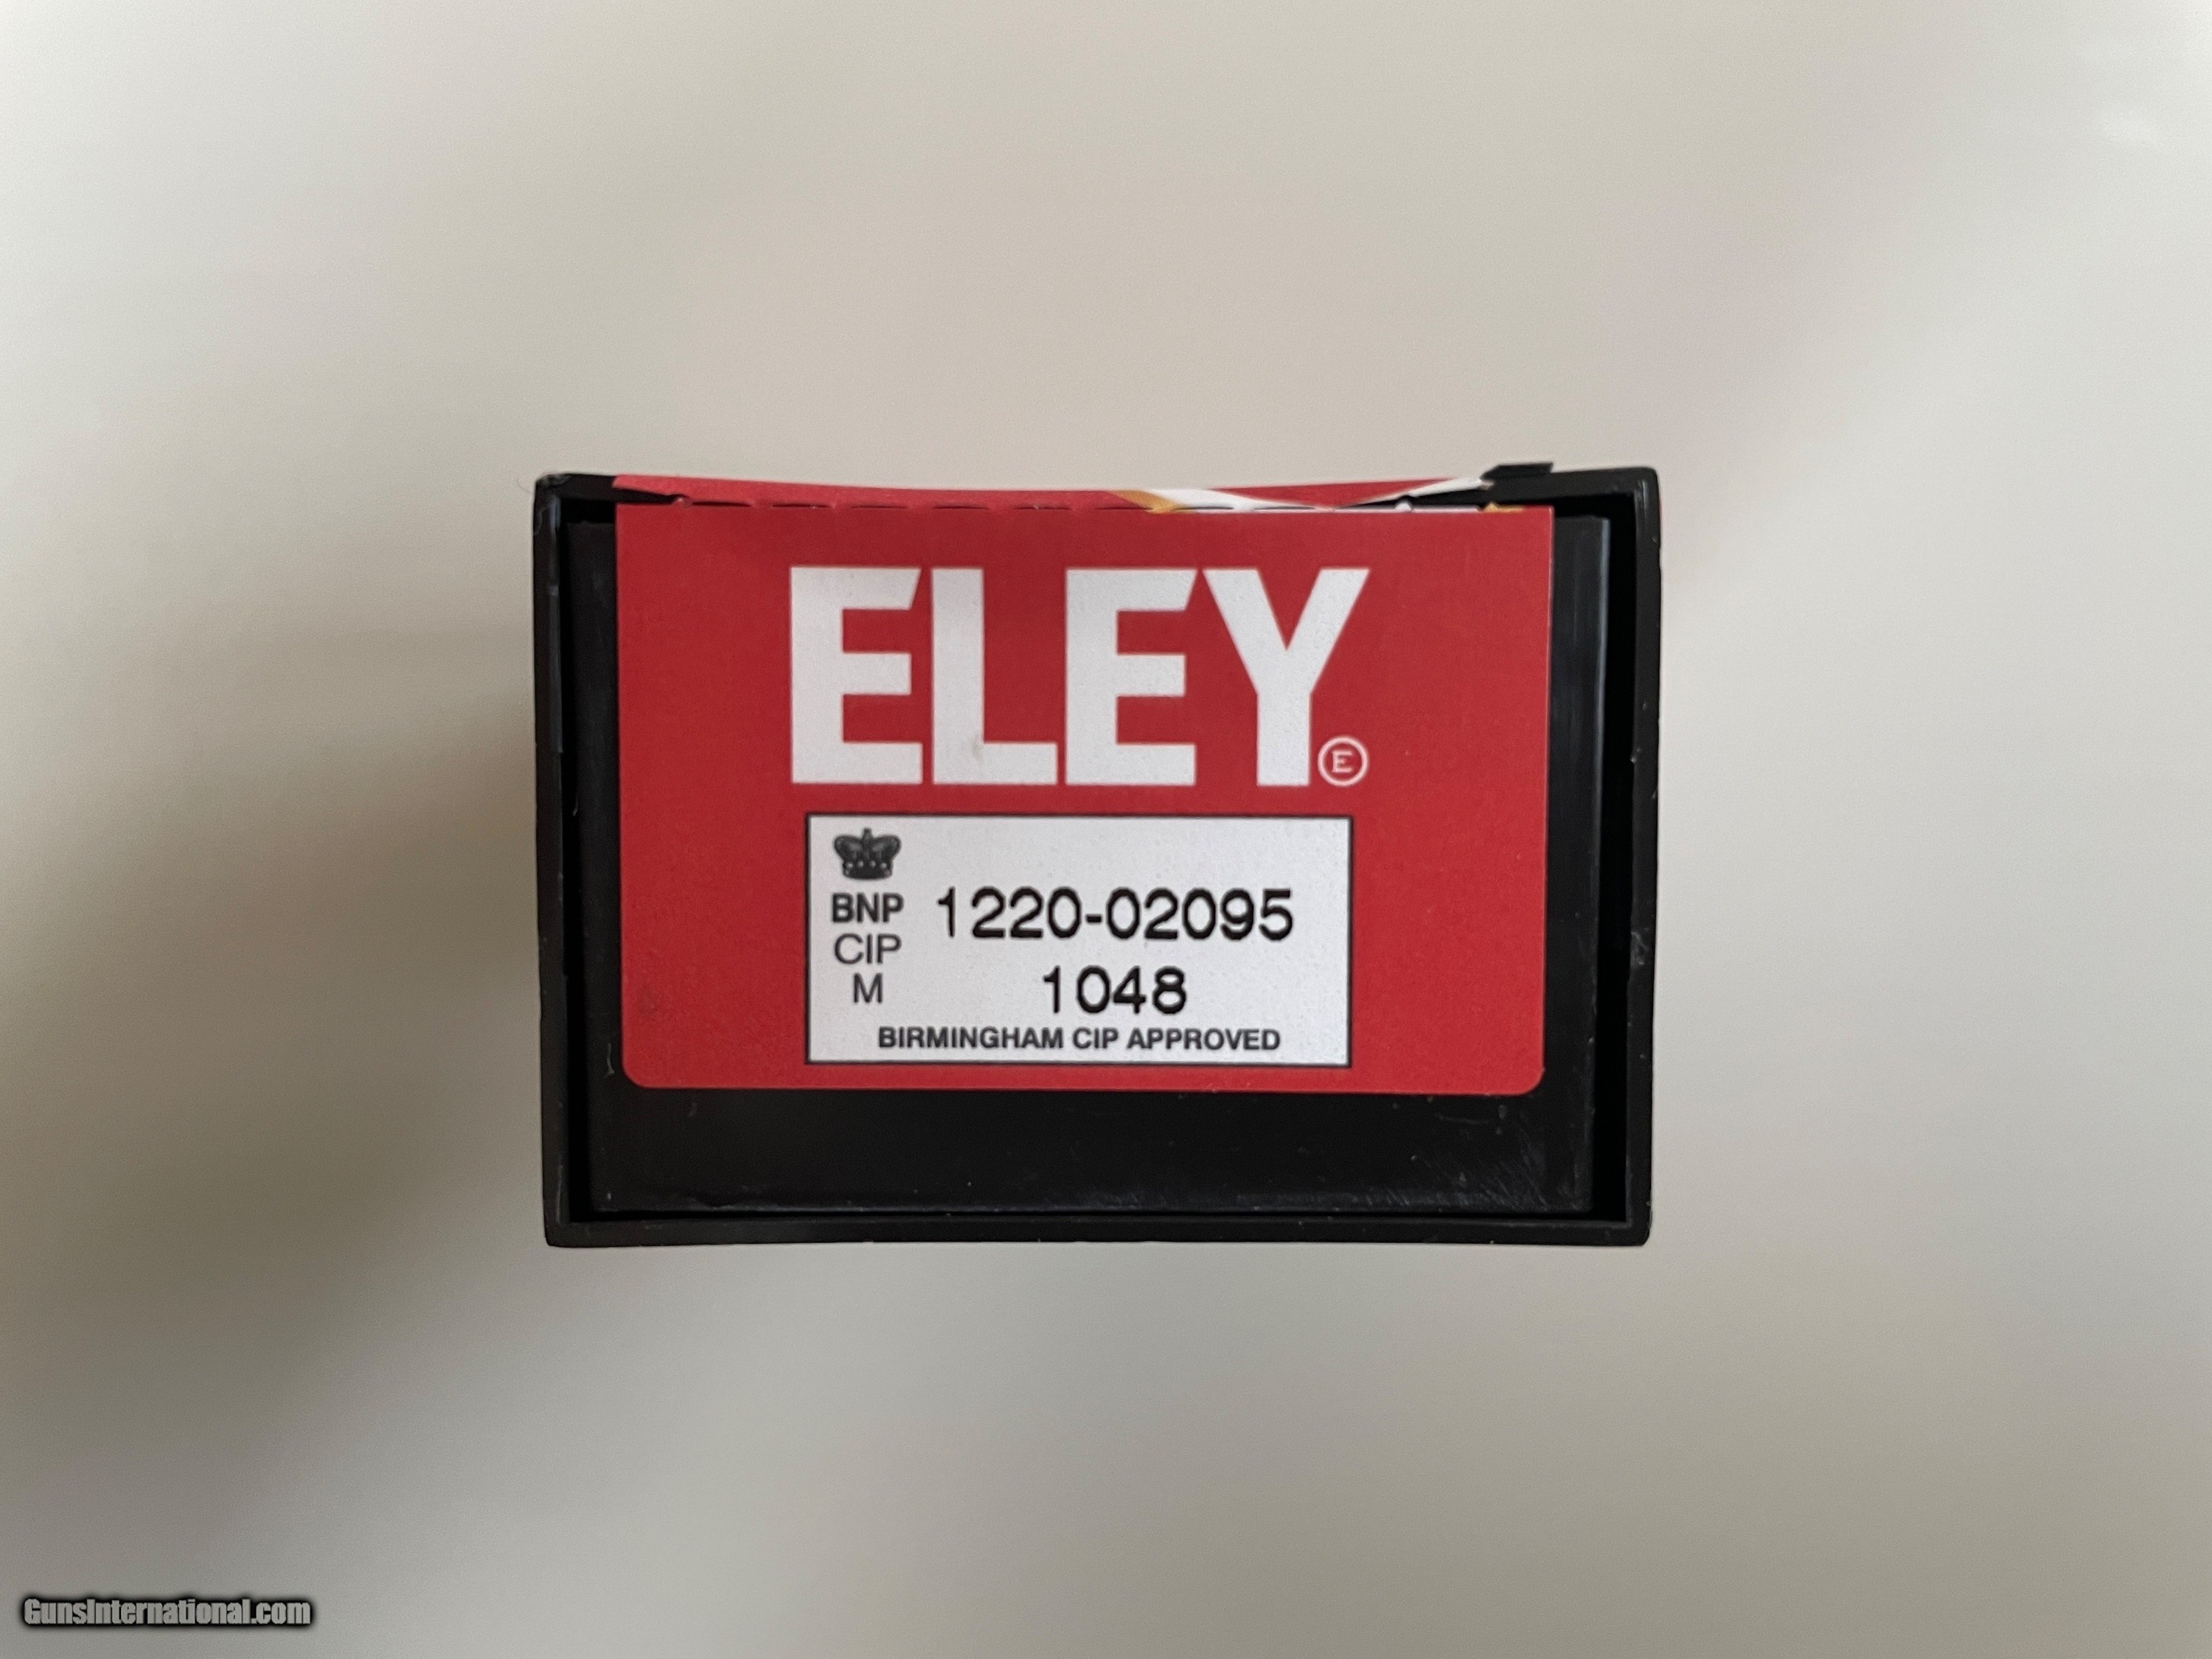 ELEY
E
BNP
CIP
M
1220-02095
1048
BIRMINGHAM CIP APPROVED
GunsInternational.com